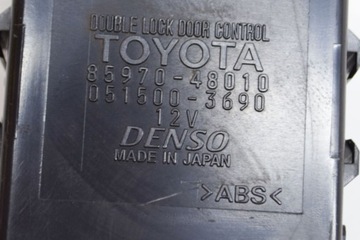 DOUBLE LOCK DOOR CONTROL
TOYOTA
85970-48010
051500-3690
12V
DENSO
MADE IN JAPAN
>ABS<